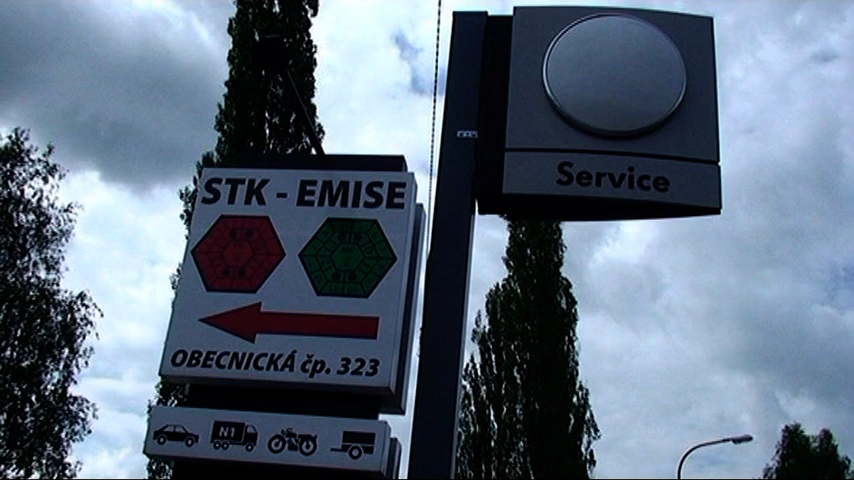 STK - EMISE
OBECNICKÁ čp. 323
N1
Service